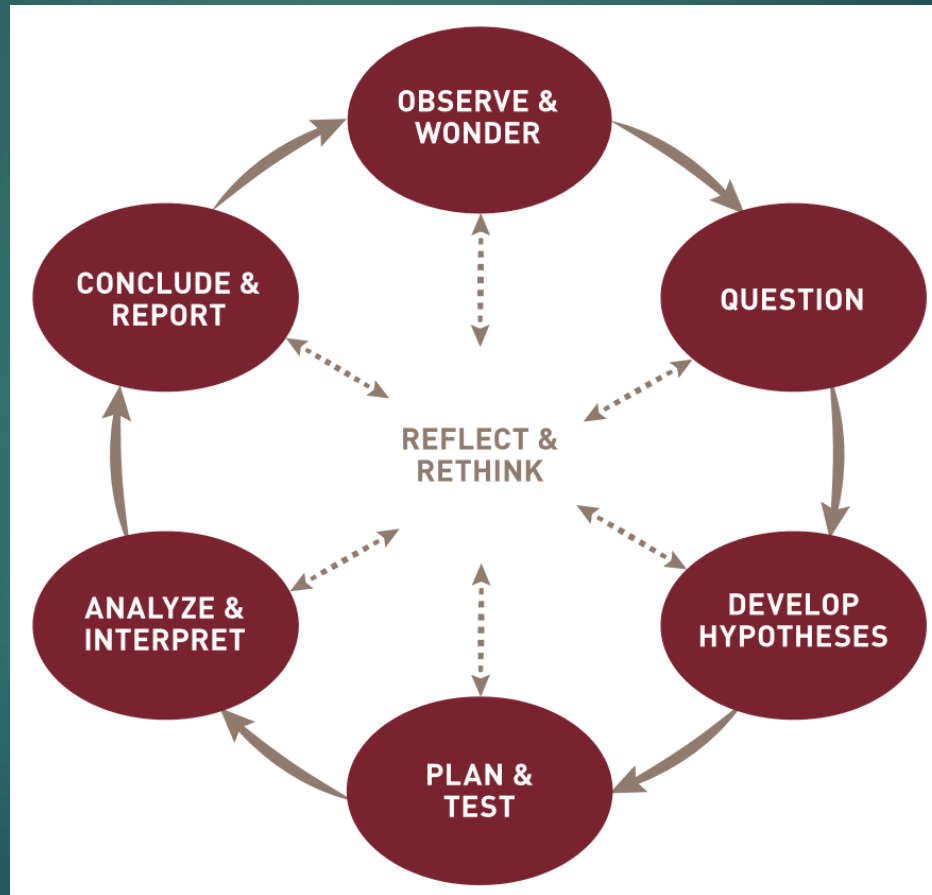 OBSERVE &
WONDER
QUESTION
DEVELOP
HYPOTHESES
PLAN &
TEST
ANALYZE &
INTERPRET
CONCLUDE &
REPORT
REFLECT &
RETHINK